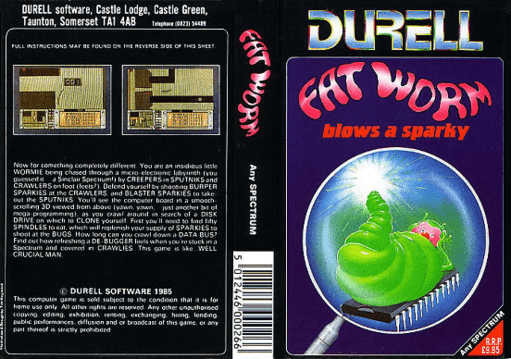 DURELL software, Castle Lodge, Castle Green,
Taunton, Somerset TA1 4AB Telephone (0823) 54489
FULL INSTRUCTIONS MAY BE FOUND ON THE REVERSE SIDE OF THIS SHEET
Now for something completely different. You are an insidious little
WORMIE being chased through a micro-electronic labyrinth (you
guessed it a Sinclair Spectrum!) by CREEPERS in SPUTNIKS and
CRAWLERS on foot (feets?). Defend yourself by shooting BURPER
SPARKIES at the CRAWLERS, and BLASTER SPARKIES to take-
out the SPUTNIKS. You'll see the computer board in a smooth-
scrolling 3D viewed from above (yawn, yawn, just another bit of
mega-programming), as you crawl around in search of a DISK
DRIVE on which to CLONE yourself. First you'll need to find fifty
SPINDLES to eat, which will replenish your supply of SPARKIES to
shoot at the BUGS. How long can you crawl down a DATA BUS?
Find out how refreshing a DE-BUGGER feels when you're stuck in a
Spectrum and covered in CRAWLIES. This game is like WELL
CRUCIAL MAN.
© DURELL SOFTWARE 1985
This computer game is sold subject to the condition that it is for
home use only. All other rights are reserved. Any other unauthorised
copying, editing, exhibition, renting, exchanging, hiring, lending
public performances, diffusion and or broadcast of this game, or any
part thereof is strictly prohibited.
FAT WORM
Any SPECTRUM
5 012446 000266
DURELL
FAT WORM
blows a sparky
Any SPECTRUM
R.R.P.
£9.95